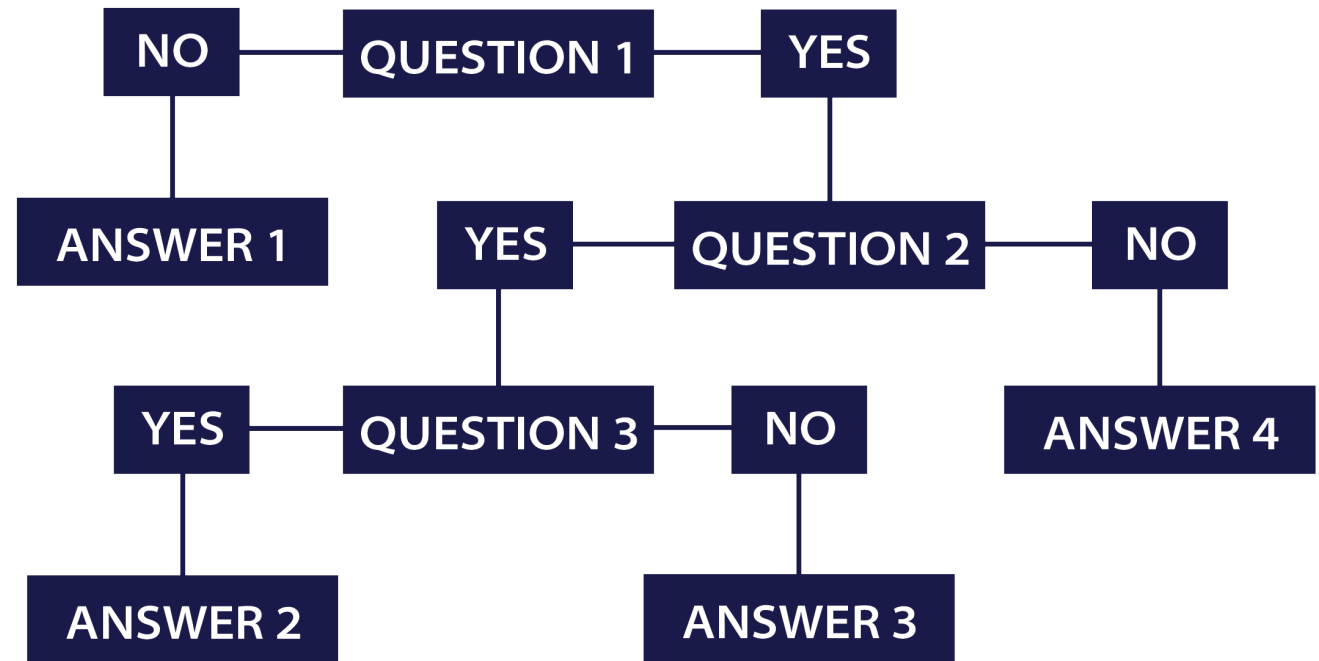 NO
QUESTION 1
YES
ANSWER 1
YES
QUESTION 2
NO
YES
QUESTION 3
NO
ANSWER 4
ANSWER 2
ANSWER 3